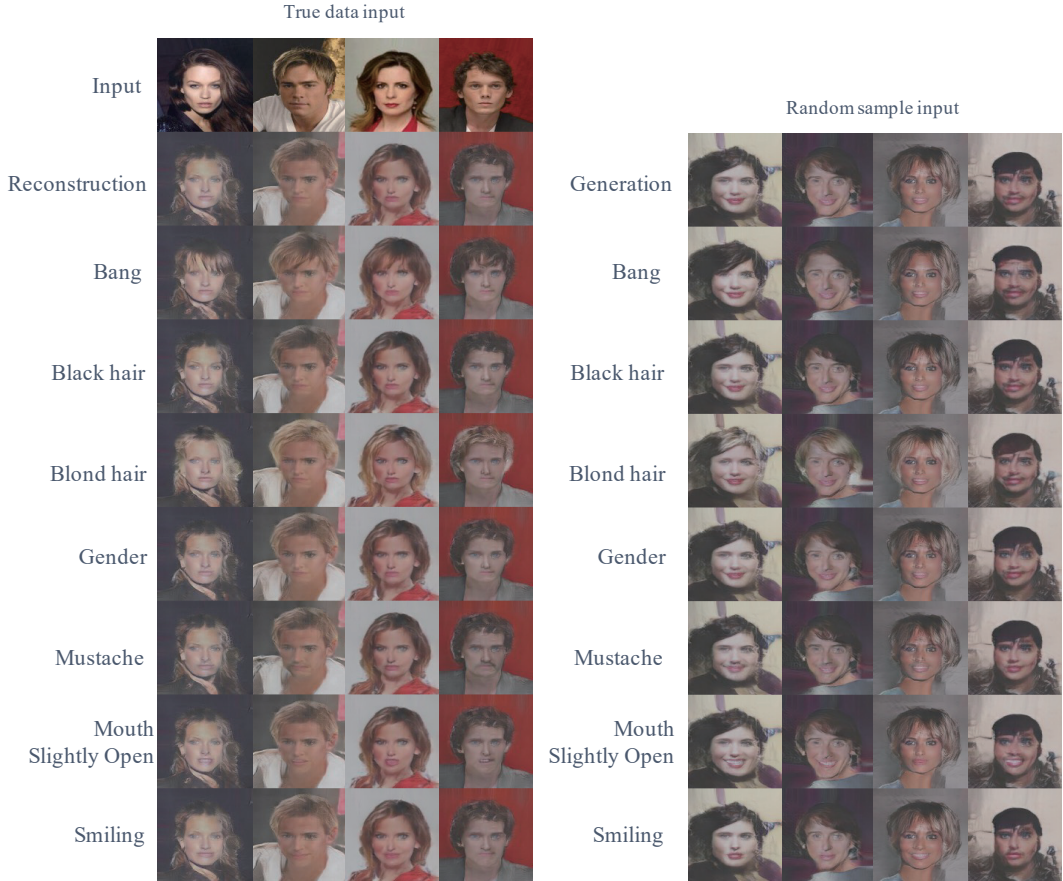 True data input
Input
Reconstruction
Bang
Black hair
Blond hair
Gender
Mustache
Mouth
Slightly Open
Smiling
Random sample input
Generation
Bang
Black hair
Blond hair
Gender
Mustache
Mouth
Slightly Open
Smiling